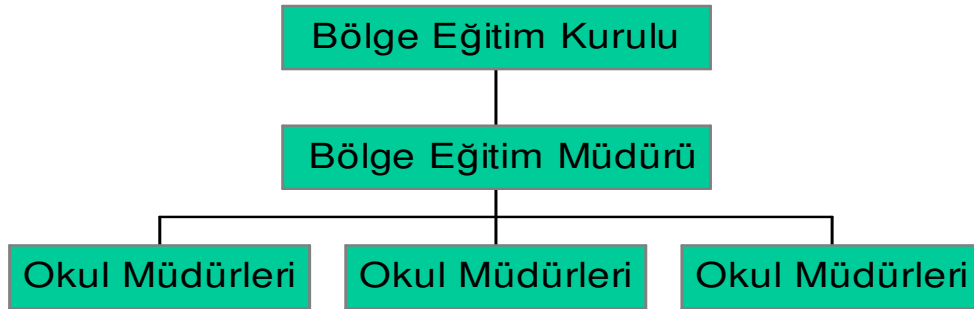 Bölge Eğitim Kurulu
Bölge Eğitim Müdürü
Okul Müdürleri
Okul Müdürleri
Okul Müdürleri